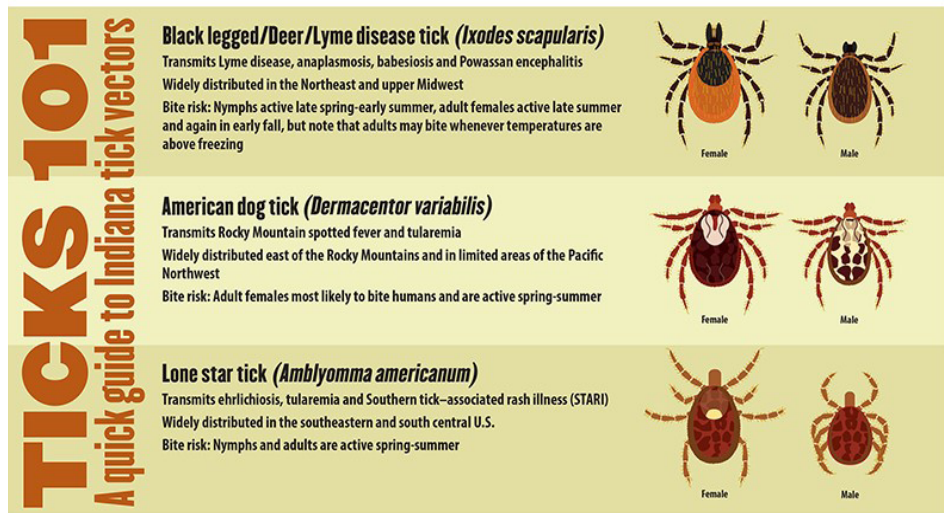 TICKS 101
A quick guide to Indiana tick vectors
Black legged/Deer/Lyme disease tick (Ixodes scapularis)
Transmits Lyme disease, anaplasmosis, babesiosis and Powassan encephalitis
Widely distributed in the Northeast and upper Midwest
Bite risk: Nymphs active late spring-early summer, adult females active late summer
and again in early fall, but note that adults may bite whenever temperatures are
above freezing
Female
Male
American dog tick (Dermacentor variabilis)
Transmits Rocky Mountain spotted fever and tularemia
Widely distributed east of the Rocky Mountains and in limited areas of the Pacific
Northwest
Bite risk: Adult females most likely to bite humans and are active spring-summer
Female
Male
Lone star tick (Amblyomma americanum)
Transmits ehrlichiosis, tularemia and Southern tick–associated rash illness (STARI)
Widely distributed in the southeastern and south central U.S.
Bite risk: Nymphs and adults are active spring-summer
Female
Male